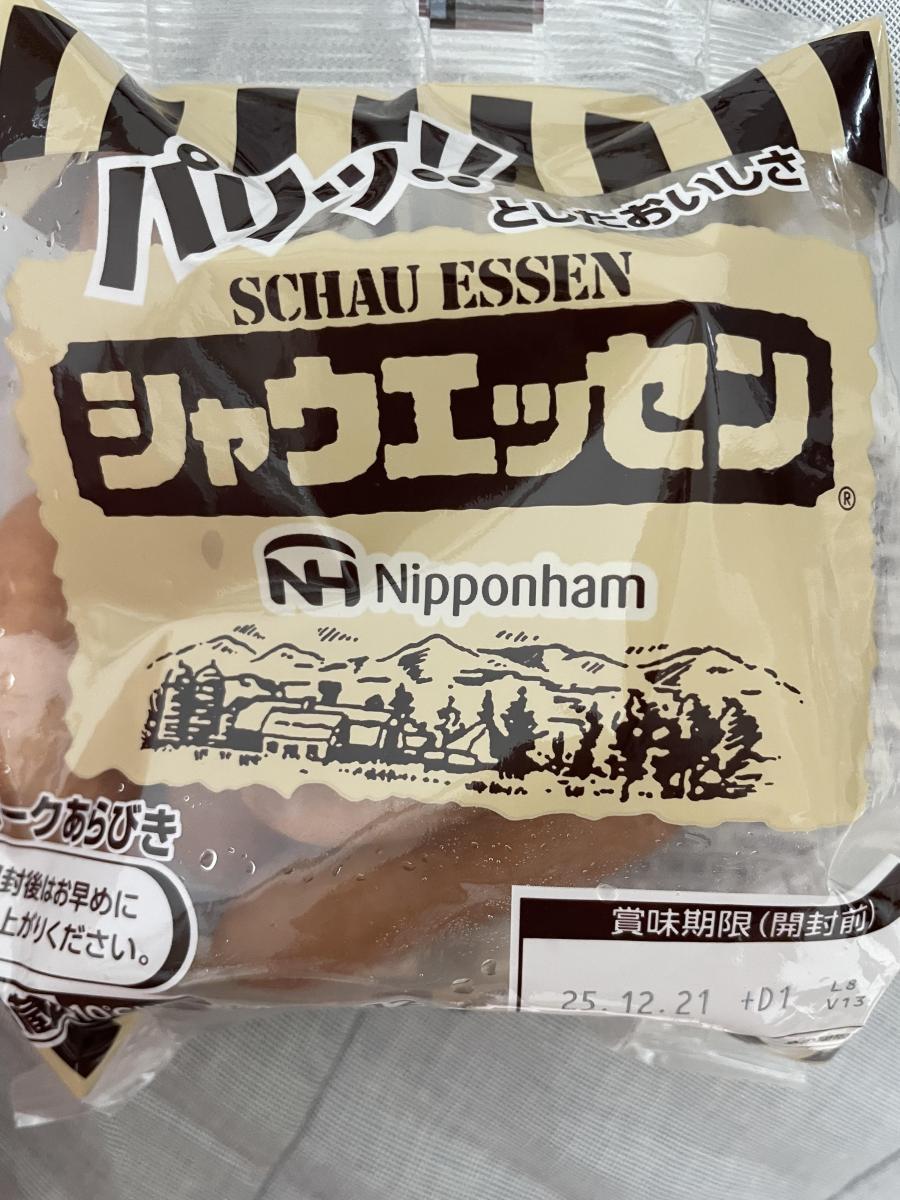 パリーッ!!
としたおいしさ
SCHAU ESSEN
シャウエッセン®
NH Nipponham
ークあらびき
封後はお早めに
上がりください。
賞味期限(開封前)
25.12.21 +D1 L8
V13